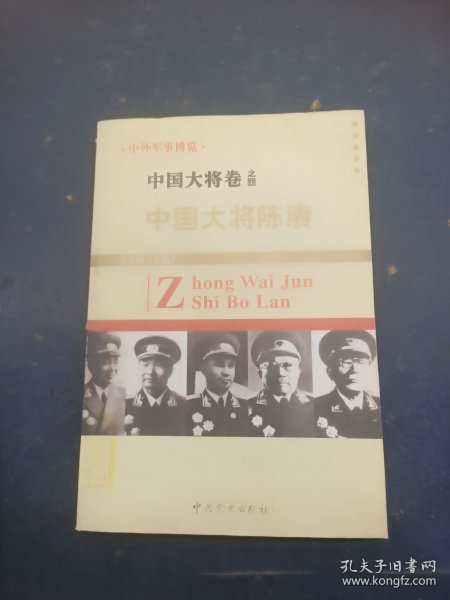 ·中外军事博览·
中国大将卷之四
中国大将陈赓
Zhong Wai Jun
Shi Bo Lan
中共党史出版社
孔夫子旧书网
www.kongfz.com